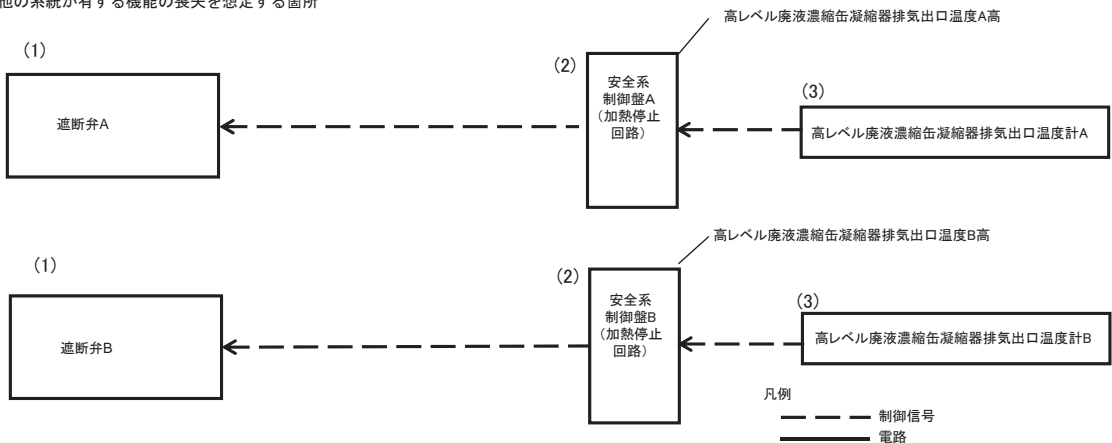 他の系統が有する機能の喪失を想定する箇所
高レベル廃液濃縮缶凝縮器排気出口温度A高
(1)
(2)
遮断弁A
安全系
制御盤A
(加熱停止
回路)
(3)
高レベル廃液濃縮缶凝縮器排気出口温度計A
高レベル廃液濃縮缶凝縮器排気出口温度B高
(1)
(2)
遮断弁B
安全系
制御盤B
(加熱停止
回路)
(3)
高レベル廃液濃縮缶凝縮器排気出口温度計B
凡例
制御信号
電路